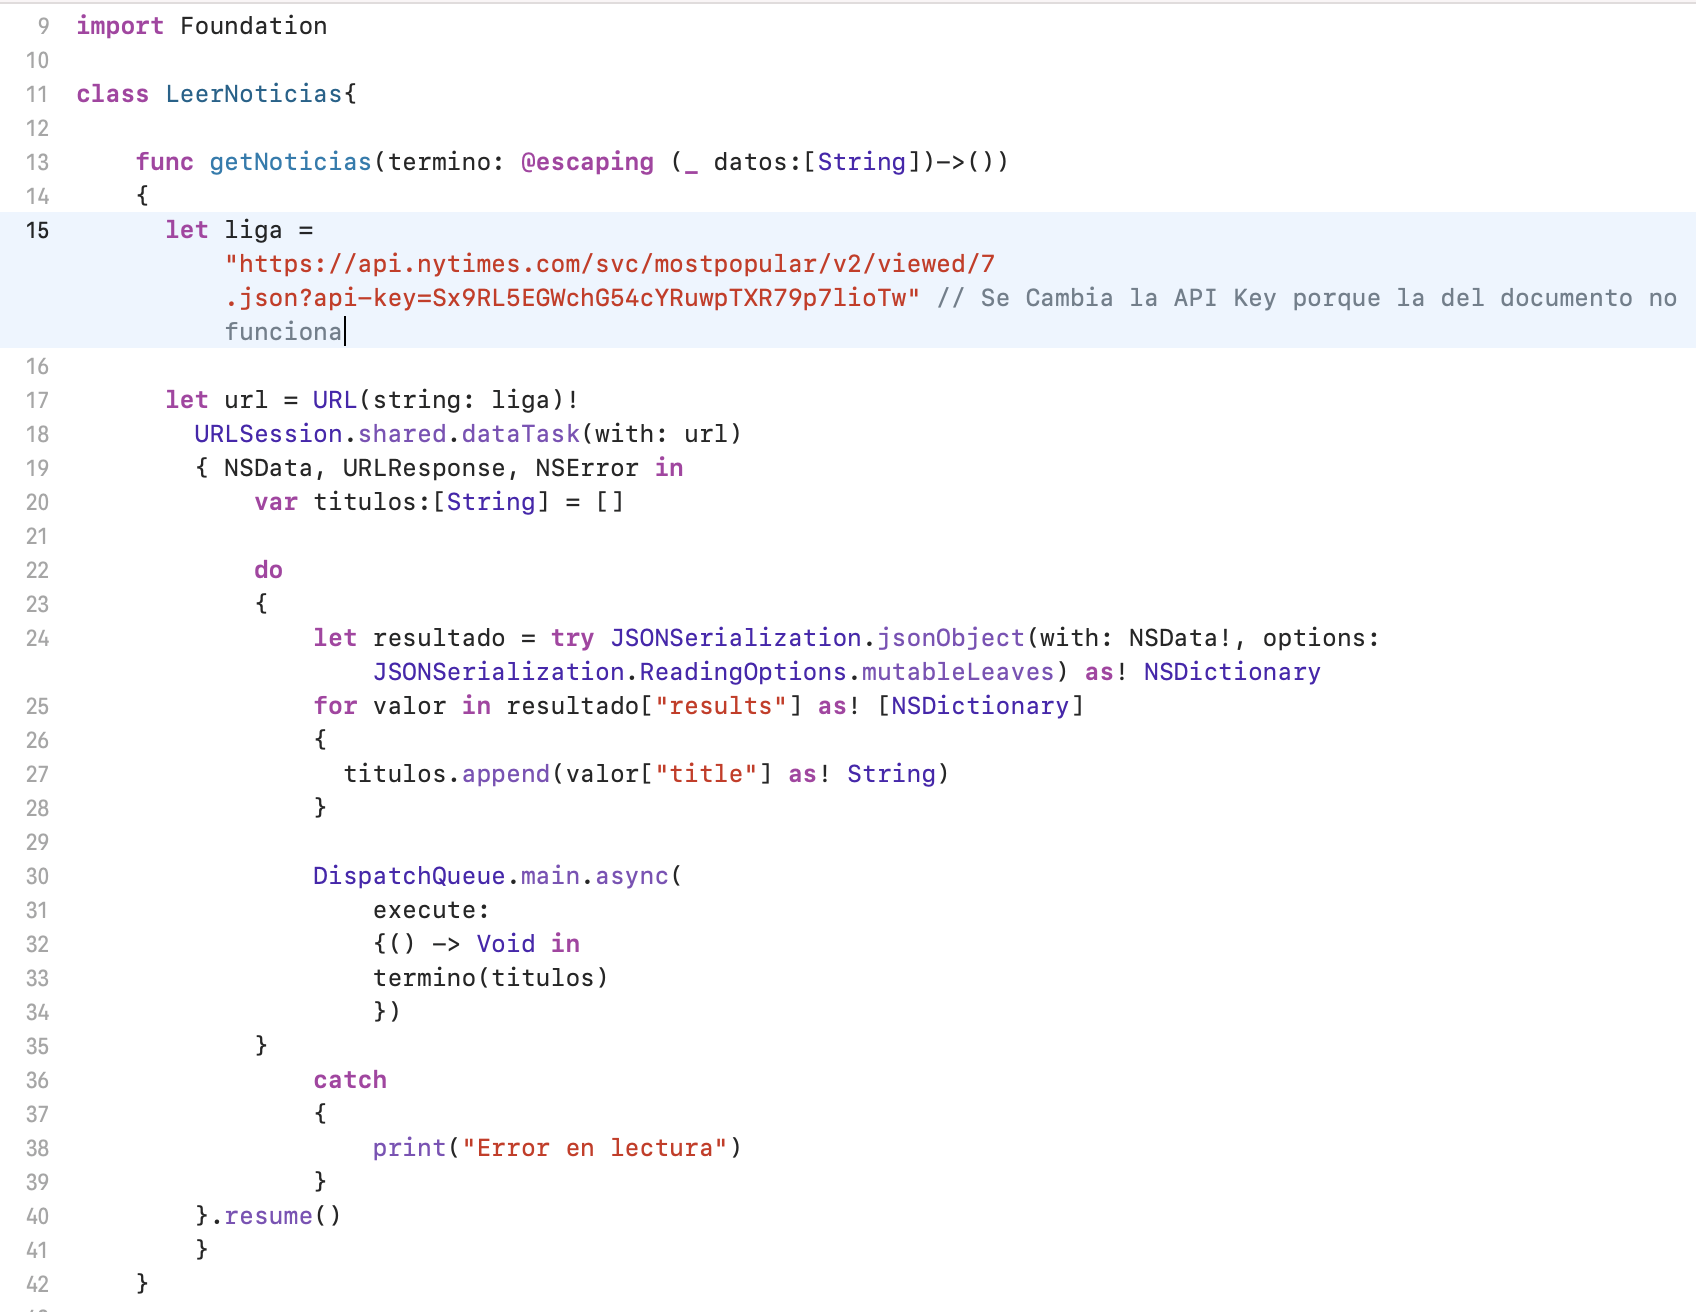 9 import Foundation
10
11 class LeerNoticias{
12
13 func getNoticias(termino: @escaping (_ datos:[String])->())
14 {
15 let liga =
"https://api.nytimes.com/svc/mostpopular/v2/viewed/7
.json?api-key=Sx9RL5EGWchG54cYRuwpTXR79p7lioTw" // Se Cambia la API Key porque la del documento no
funciona
16
17 let url = URL(string: liga)!
18 URLSession.shared.dataTask(with: url)
19 { NSData, URLResponse, NSError in
20 var titulos:[String] = []
21
22 do
23 {
24 let resultado = try JSONSerialization.jsonObject(with: NSData!, options:
JSONSerialization.ReadingOptions.mutableLeaves) as! NSDictionary
25 for valor in resultado["results"] as! [NSDictionary]
26 {
27 titulos.append(valor["title"] as! String)
28 }
29
30 DispatchQueue.main.async(
31 execute:
32 {() -> Void in
33 termino(titulos)
34 })
35 }
36 catch
37 {
38 print("Error en lectura")
39 }
40 }.resume()
41 }
42 }